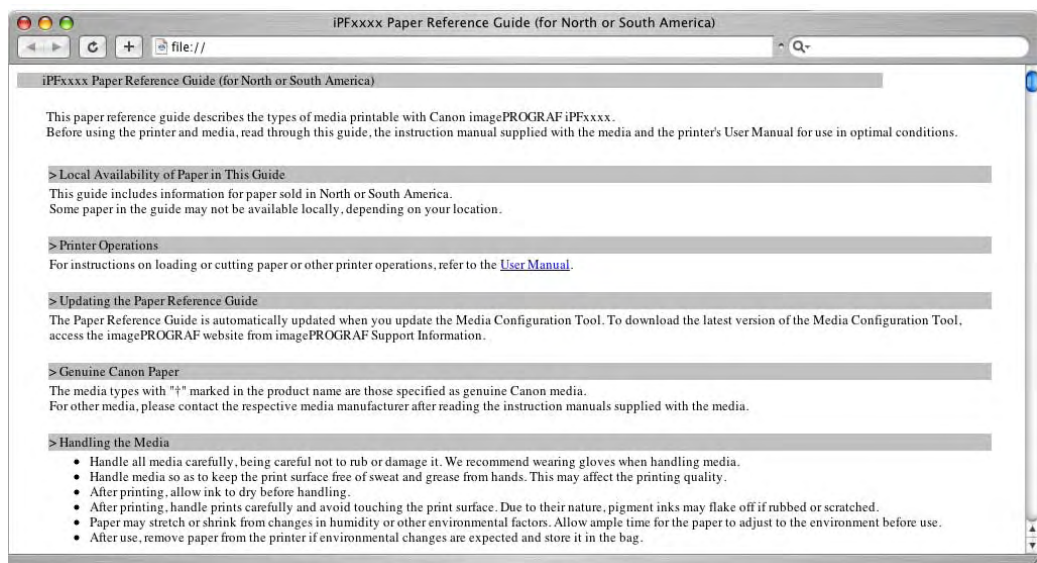 iPFxxxx Paper Reference Guide (for North or South America)
file://
iPFxxxx Paper Reference Guide (for North or South America)
This paper reference guide describes the types of media printable with Canon imagePROGRAF iPFxxxx.
Before using the printer and media, read through this guide, the instruction manual supplied with the media and the printer's User Manual for use in optimal conditions.
> Local Availability of Paper in This Guide
This guide includes information for paper sold in North or South America.
Some paper in the guide may not be available locally, depending on your location.
> Printer Operations
For instructions on loading or cutting paper or other printer operations, refer to the User Manual.
> Updating the Paper Reference Guide
The Paper Reference Guide is automatically updated when you update the Media Configuration Tool. To download the latest version of the Media Configuration Tool,
access the imagePROGRAF website from imagePROGRAF Support Information.
> Genuine Canon Paper
The media types with "†" marked in the product name are those specified as genuine Canon media.
For other media, please contact the respective media manufacturer after reading the instruction manuals supplied with the media.
> Handling the Media
• Handle all media carefully, being careful not to rub or damage it. We recommend wearing gloves when handling media.
• Handle media so as to keep the print surface free of sweat and grease from hands. This may affect the printing quality.
• After printing, allow ink to dry before handling.
• After printing, handle prints carefully and avoid touching the print surface. Due to their nature, pigment inks may flake off if rubbed or scratched.
• Paper may stretch or shrink from changes in humidity or other environmental factors. Allow ample time for the paper to adjust to the environment before use.
• After use, remove paper from the printer if environmental changes are expected and store it in the bag.